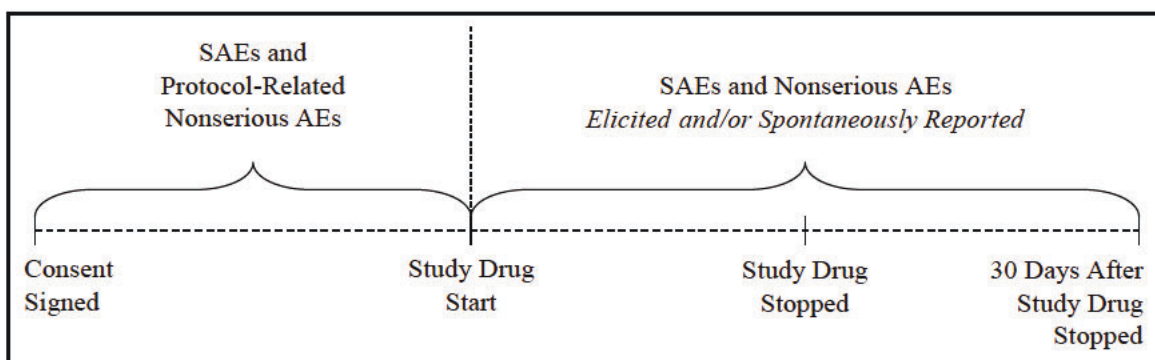 SAEs and
Protocol-Related
Nonserious AEs
SAEs and Nonserious AEs
Elicited and/or Spontaneously Reported
Consent
Signed
Study Drug
Start
Study Drug
Stopped
30 Days After
Study Drug
Stopped